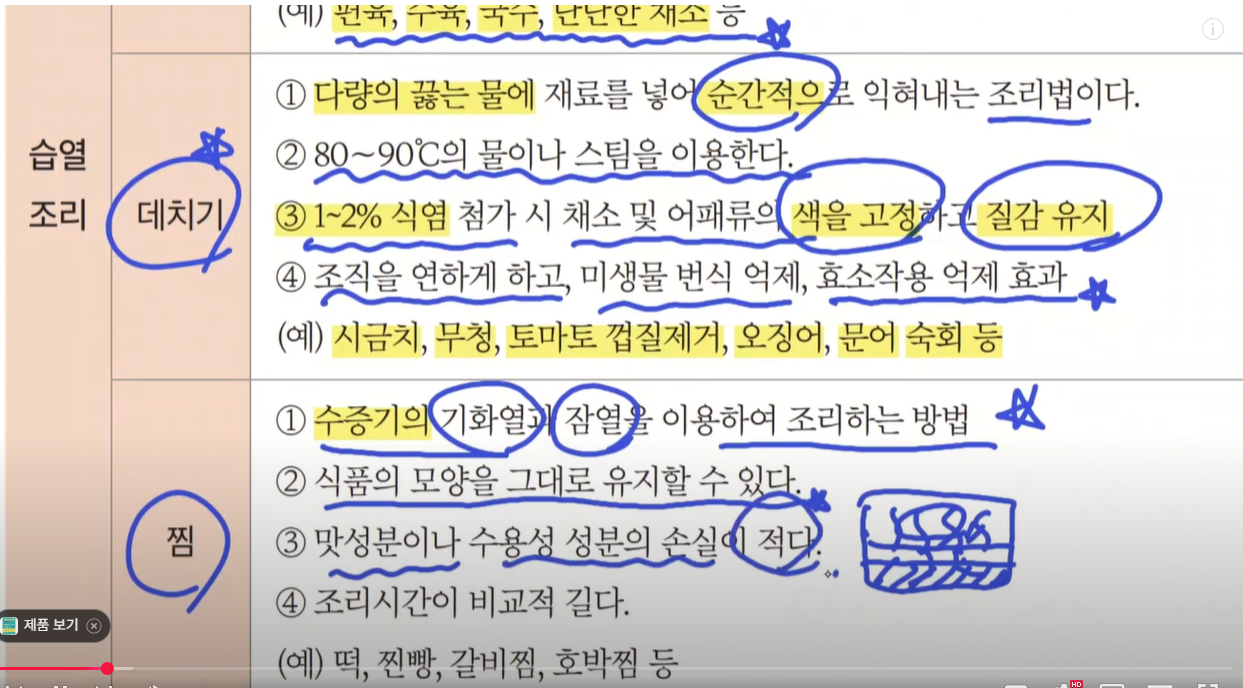 (예) 편육, 수육, 국수, 단단한 채소 등
습열
조리
데치기
① 다량의 끓는 물에 재료를 넣어 순간적으로 익혀내는 조리법이다.
② 80~90℃의 물이나 스팀을 이용한다.
③ 1~2% 식염 첨가 시 채소 및 어패류의 색을 고정하고 질감 유지
④ 조직을 연하게 하고, 미생물 번식 억제, 효소작용 억제 효과
(예) 시금치, 무청, 토마토 껍질제거, 오징어, 문어 숙회 등
찜
① 수증기의 기화열과 잠열을 이용하여 조리하는 방법
② 식품의 모양을 그대로 유지할 수 있다.
③ 맛성분이나 수용성 성분의 손실이 적다.
④ 조리시간이 비교적 길다.
(예) 떡, 찐빵, 갈비찜, 호박찜 등
제품 보기
HD